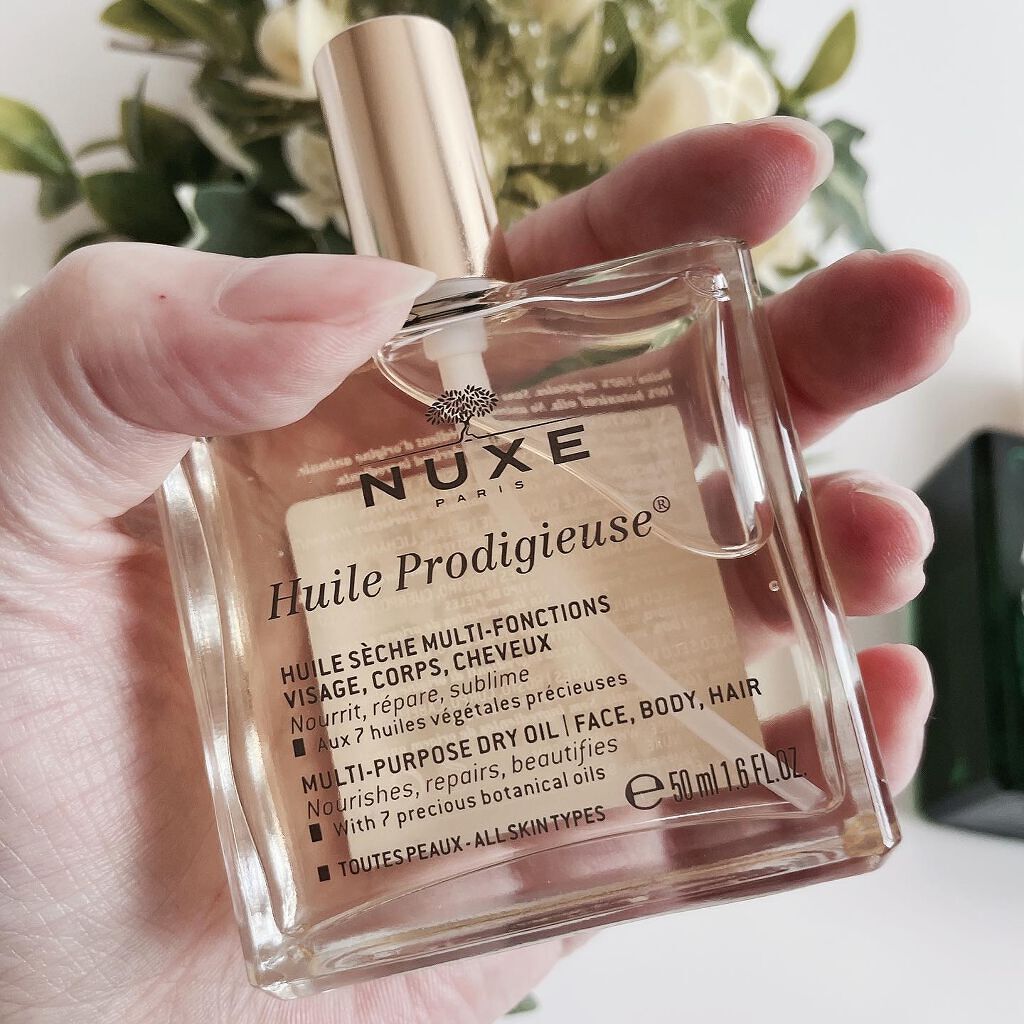 NUXE
PARIS
Huile Prodigieuse®
HUILE SÈCHE MULTI-FONCTIONS
VISAGE, CORPS, CHEVEUX
Nourrit, répare, sublime
Aux 7 huiles végétales précieuses
MULTI-PURPOSE DRY OIL | FACE, BODY, HAIR
Nourishes, repairs, beautifies
With 7 precious botanical oils
℮ 50 ml 1.6 FL.OZ.
TOUTES PEAUX - ALL SKIN TYPES